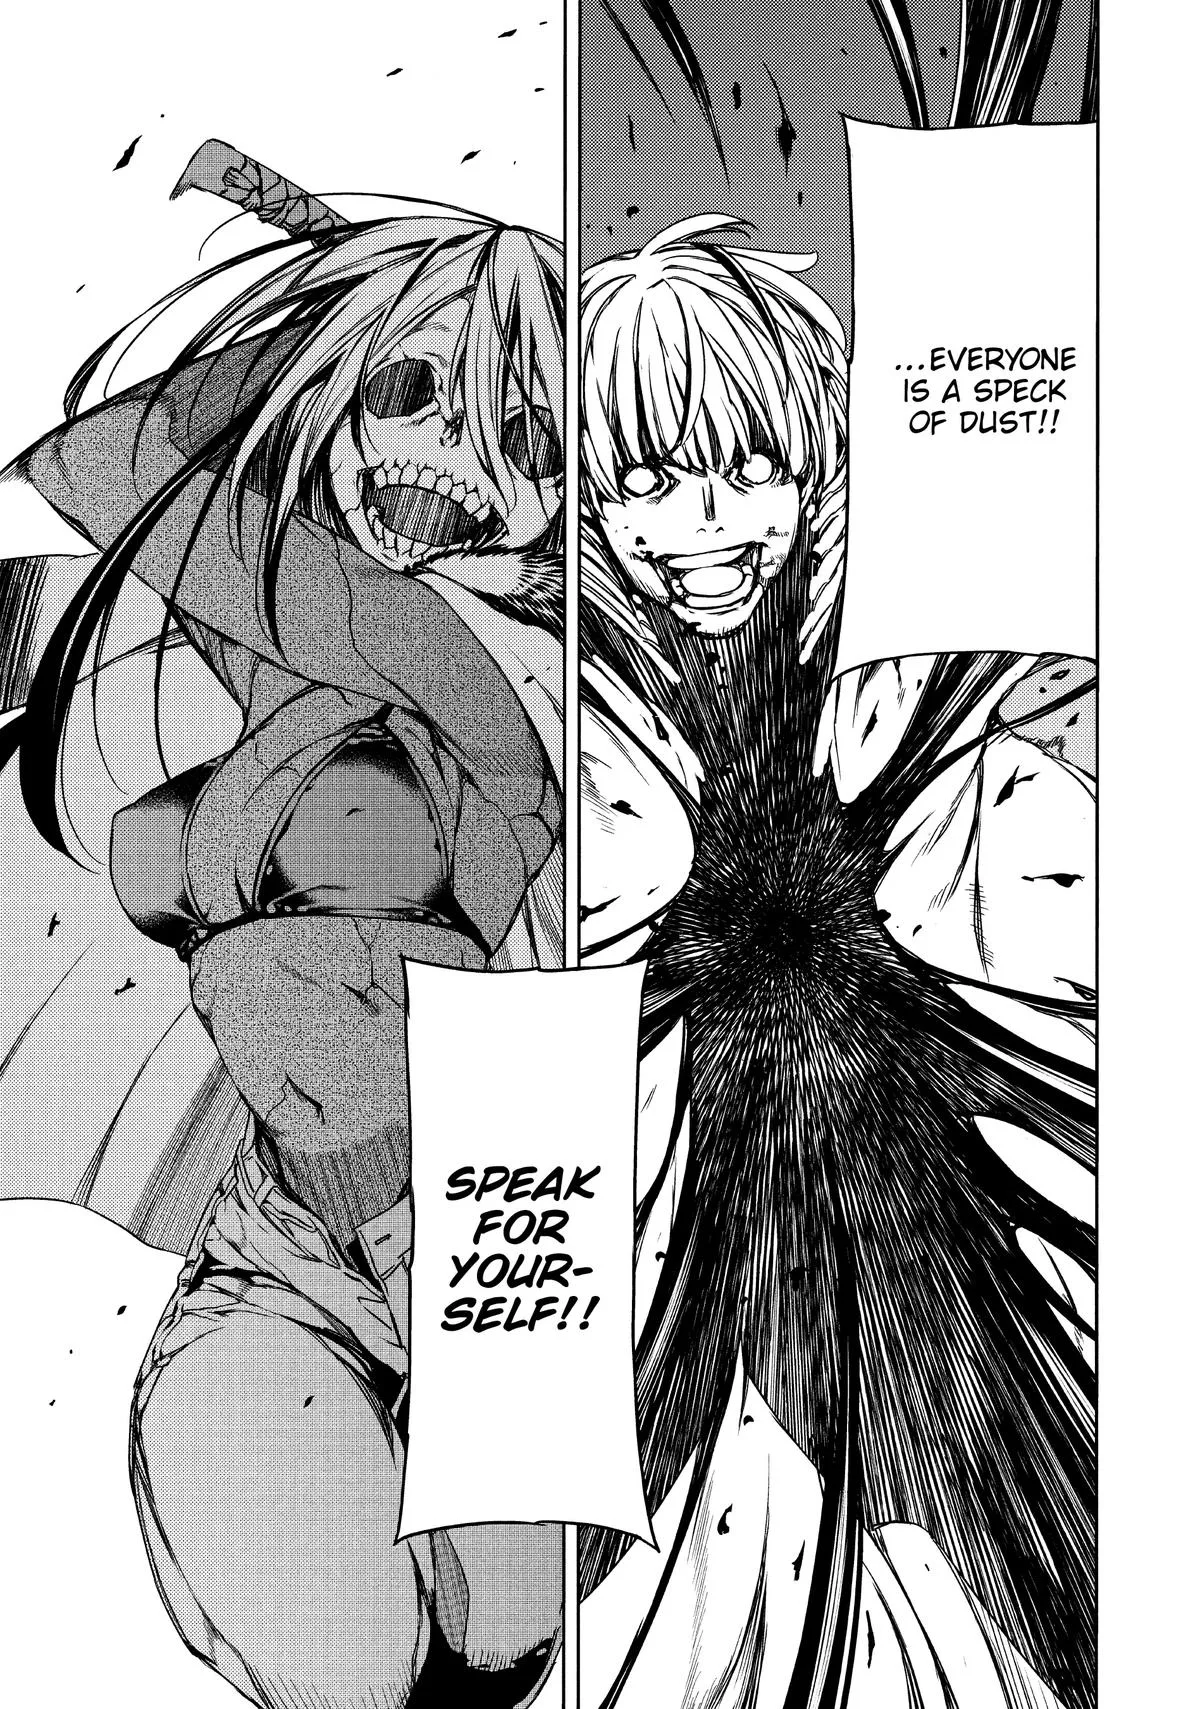 ...EVERYONE
IS A SPECK
OF DUST!!
SPEAK
FOR
YOUR-
SELF!!